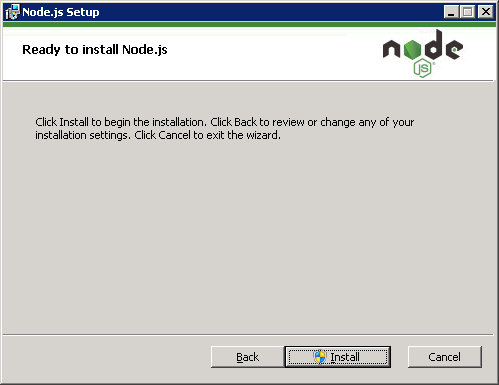 Node.js Setup
Ready to install Node.js
node
JS
Click Install to begin the installation. Click Back to review or change any of your
installation settings. Click Cancel to exit the wizard.
Back
Install
Cancel